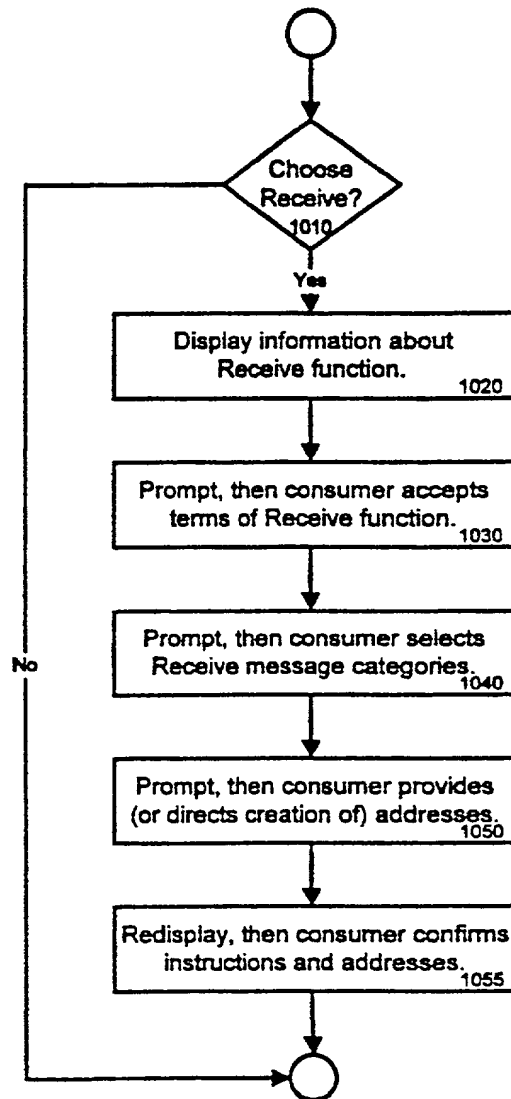 Choose
Receive?
1010
Yes
Display information about
Receive function.
1020
Prompt, then consumer accepts
terms of Receive function.
1030
Prompt, then consumer selects
Receive message categories.
1040
No
Prompt, then consumer provides
(or directs creation of) addresses.
1050
Redisplay, then consumer confirms
instructions and addresses.
1055